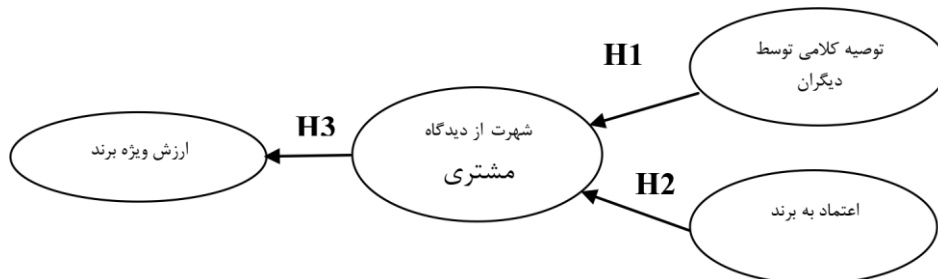 توصیه کلامی توسط
دیگران
H1
شهرت از دیدگاه
مشتری
H3
ارزش ویژه برند
H2
اعتماد به برند